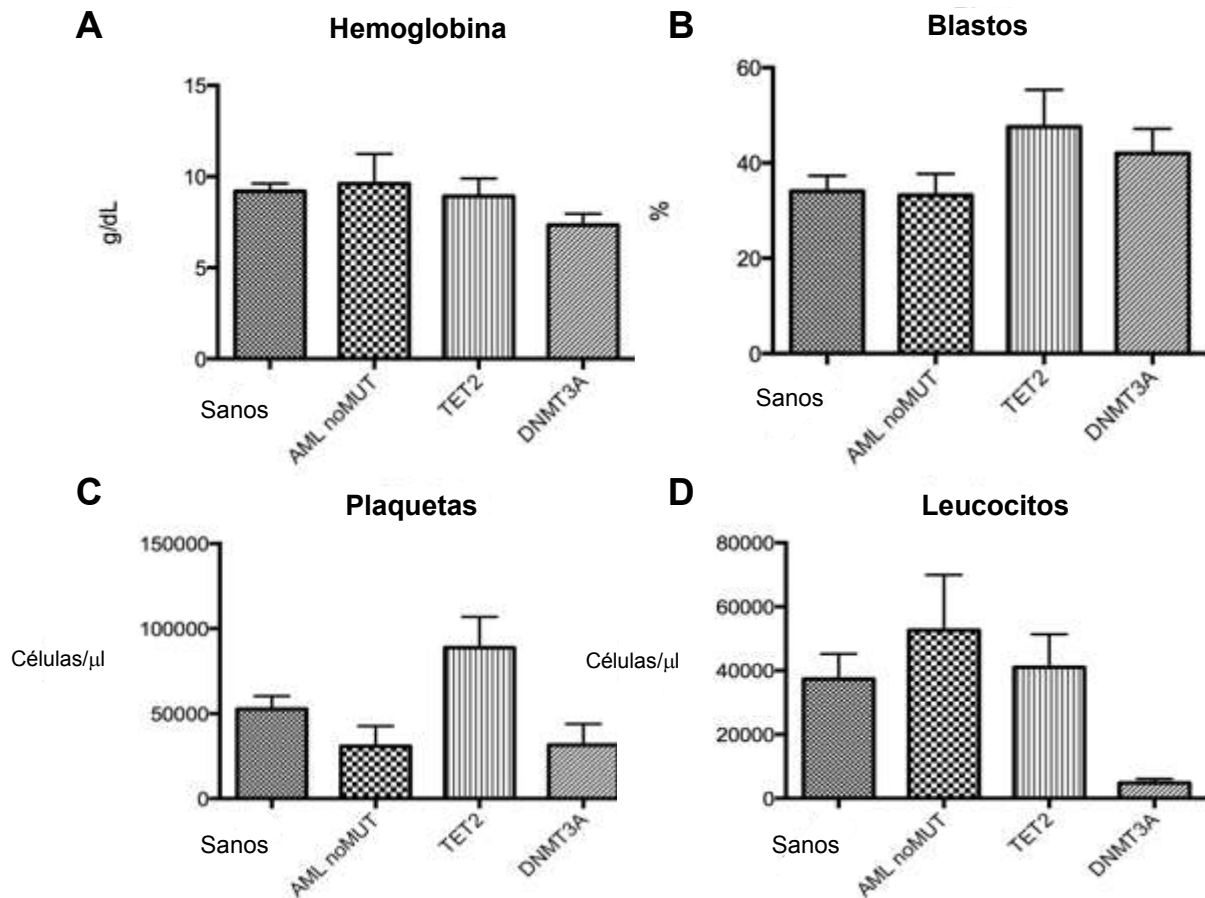 A
Hemoglobina
15
10
5
0
g/dL
Sanos
AML noMUT
TET2
DNMT3A
B
Blastos
60
40
20
0
%
Sanos
AML noMUT
TET2
DNMT3A
C
Plaquetas
150000
100000
50000
0
Células/μl
Sanos
AML noMUT
TET2
DNMT3A
D
Leucocitos
80000
60000
40000
20000
0
Células/μl
Sanos
AML noMUT
TET2
DNMT3A